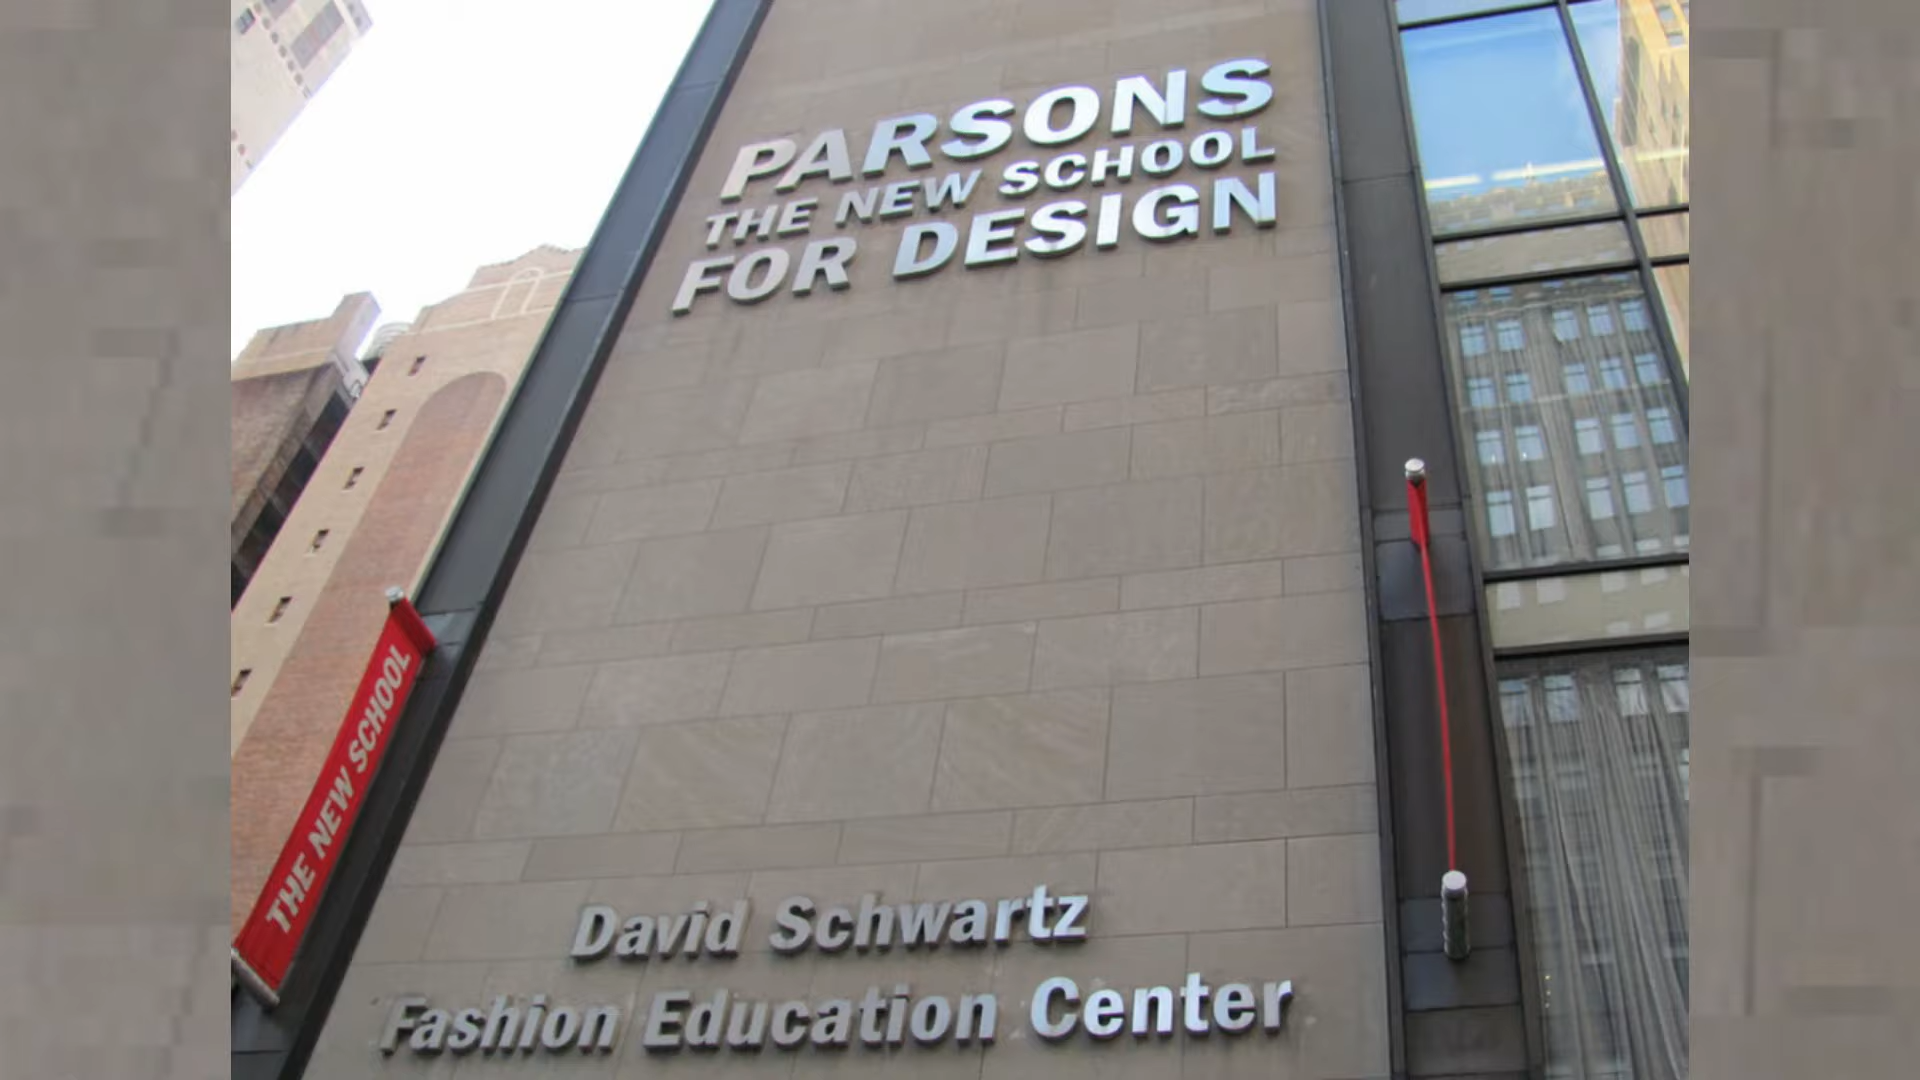 PARSONS
THE NEW SCHOOL
FOR DESIGN
THE NEW SCHOOL
David Schwartz
Fashion Education Center